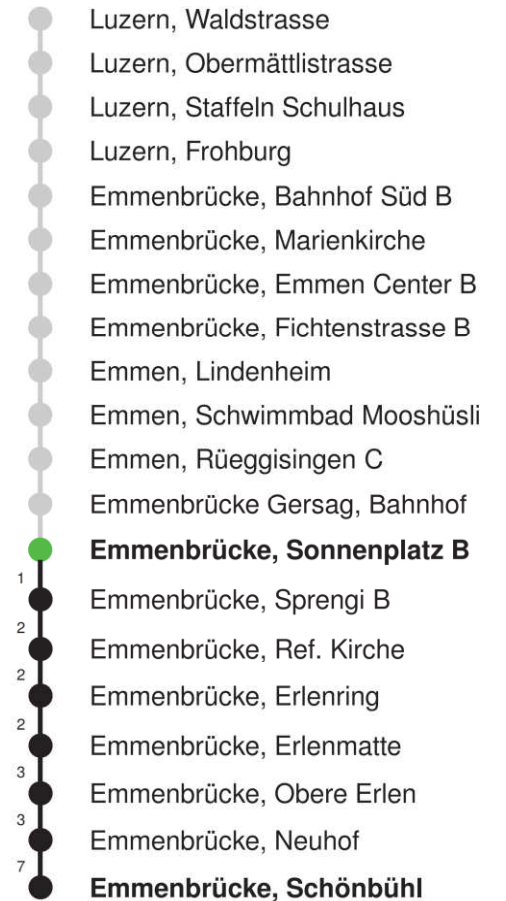 Luzern, Waldstrasse
Luzern, Obermättlistrasse
Luzern, Staffeln Schulhaus
Luzern, Frohburg
Emmenbrücke, Bahnhof Süd B
Emmenbrücke, Marienkirche
Emmenbrücke, Emmen Center B
Emmenbrücke, Fichtenstrasse B
Emmen, Lindenheim
Emmen, Schwimmbad Mooshüsli
Emmen, Rüeggisingen C
Emmenbrücke Gersag, Bahnhof
Emmenbrücke, Sonnenplatz B
1 Emmenbrücke, Sprengi B
2 Emmenbrücke, Ref. Kirche
2 Emmenbrücke, Erlenring
2 Emmenbrücke, Erlenmatte
3 Emmenbrücke, Obere Erlen
3 Emmenbrücke, Neuhof
7 Emmenbrücke, Schönbühl